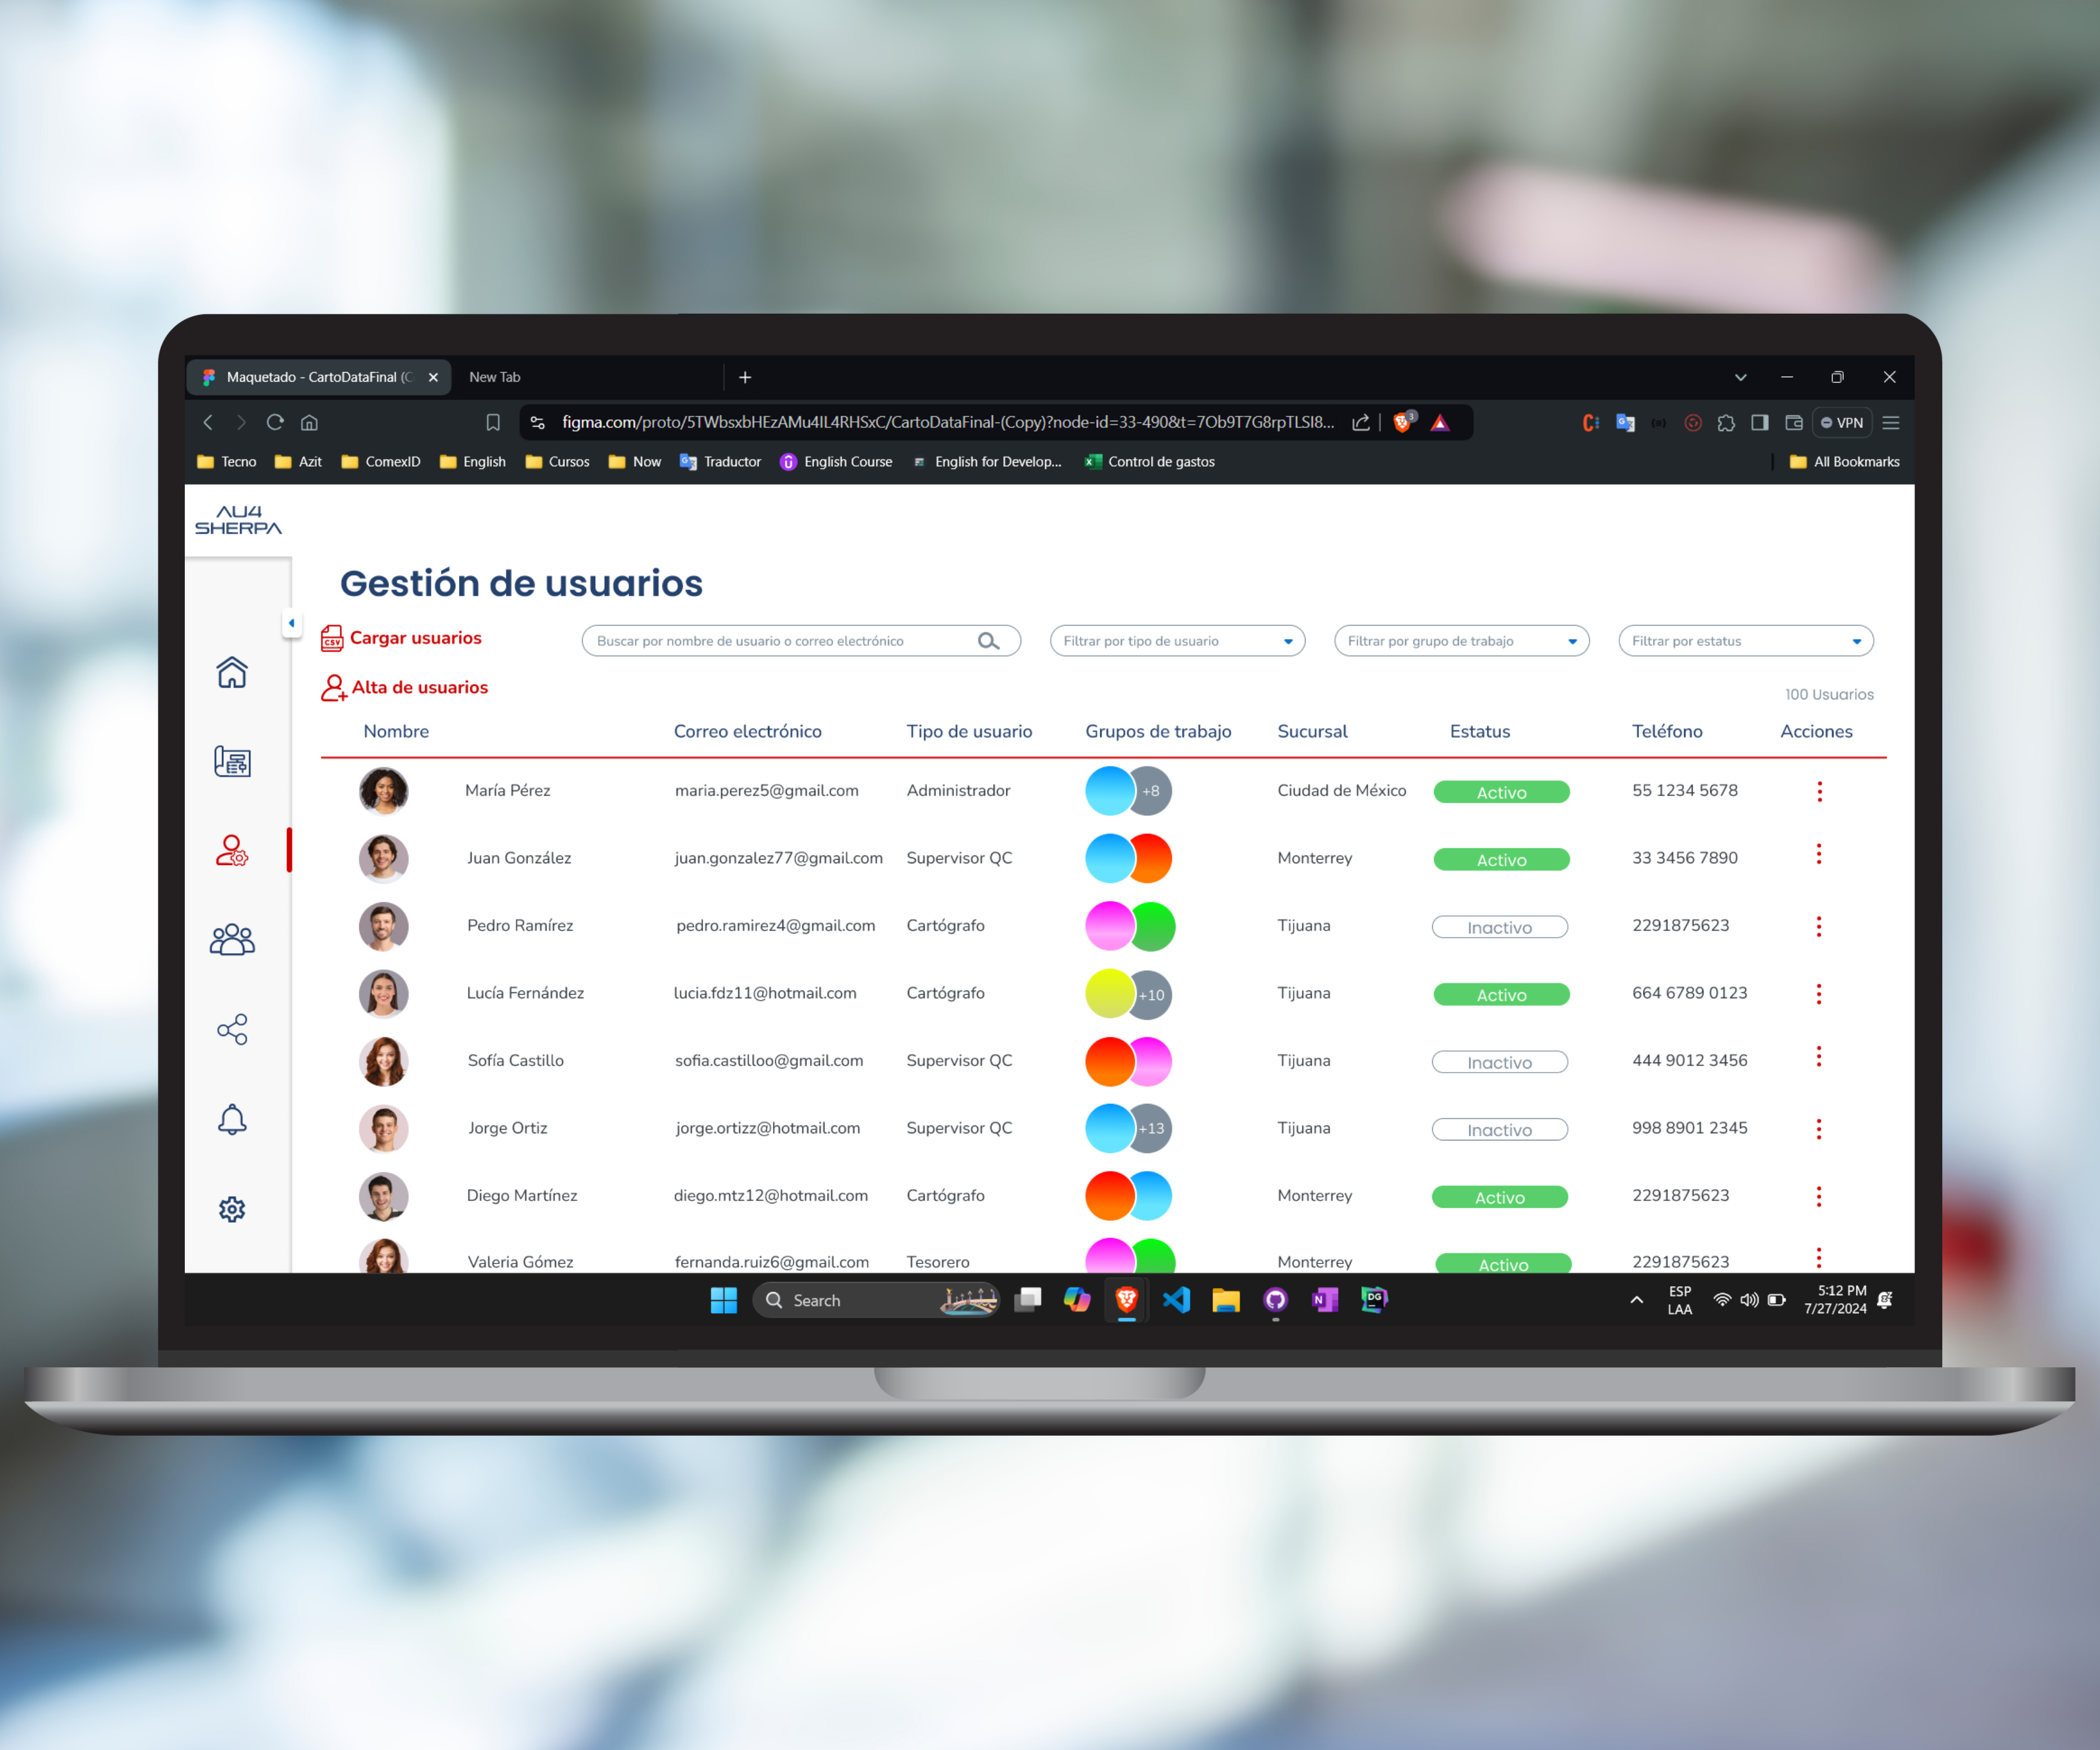 Maquetado - CartoDataFinal (C
New Tab
figma.com/proto/5TWbsxbHEzAMu4IL4RHSxC/CartoDataFinal-(Copy)?node-id=33-490&t=7Ob9T7G8rpTLSI8...
3
VPN
Tecno Azit ComexID English Cursos Now Traductor English Course English for Develop... Control de gastos All Bookmarks
AU4
SHERPA
Gestión de usuarios
CSV Cargar usuarios
Buscar por nombre de usuario o correo electrónico
Filtrar por tipo de usuario
Filtrar por grupo de trabajo
Filtrar por estatus
Alta de usuarios
100 Usuarios
Nombre Correo electrónico Tipo de usuario Grupos de trabajo Sucursal Estatus Teléfono Acciones
María Pérez maria.perez5@gmail.com Administrador +8 Ciudad de México Activo 55 1234 5678
Juan González juan.gonzalez77@gmail.com Supervisor QC Monterrey Activo 33 3456 7890
Pedro Ramírez pedro.ramirez4@gmail.com Cartógrafo Tijuana Inactivo 2291875623
Lucía Fernández lucia.fdz11@hotmail.com Cartógrafo +10 Tijuana Activo 664 6789 0123
Sofía Castillo sofia.castilloo@gmail.com Supervisor QC Tijuana Inactivo 444 9012 3456
Jorge Ortiz jorge.ortizz@hotmail.com Supervisor QC +13 Tijuana Inactivo 998 8901 2345
Diego Martínez diego.mtz12@hotmail.com Cartógrafo Monterrey Activo 2291875623
Valeria Gómez fernanda.ruiz6@gmail.com Tesorero Monterrey Activo 2291875623
Search
N
DG
ESP
LAA
5:12 PM
7/27/2024